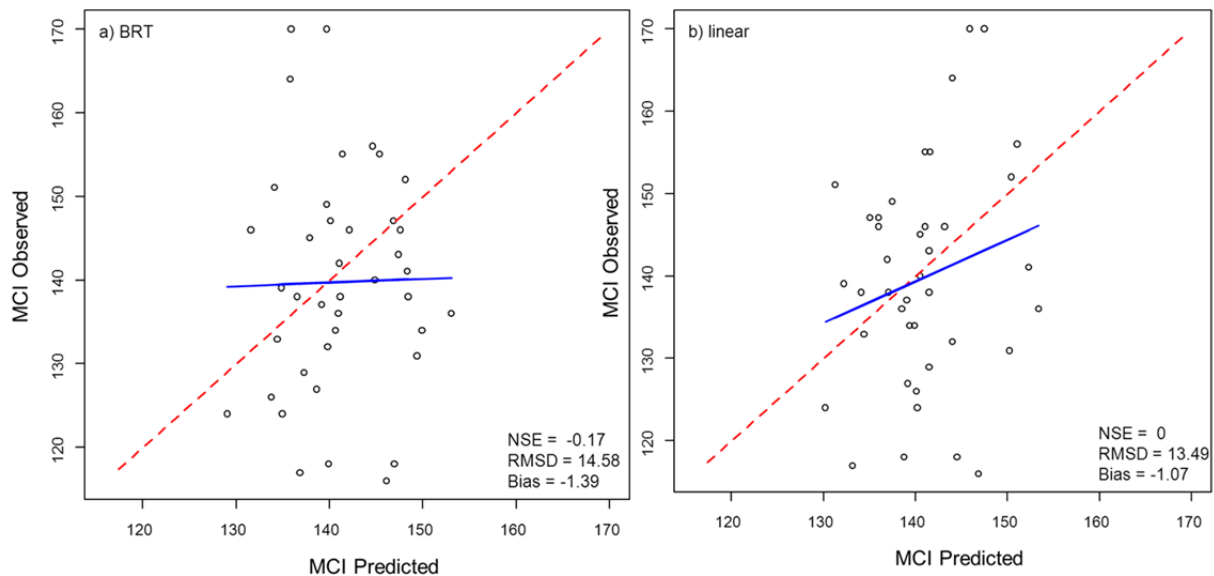 a) BRT
170
160
150
140
130
120
MCI Observed
NSE = -0.17
RMSD = 14.58
Bias = -1.39
120 130 140 150 160 170
MCI Predicted
b) linear
170
160
150
140
130
120
MCI Observed
NSE = 0
RMSD = 13.49
Bias = -1.07
120 130 140 150 160 170
MCI Predicted